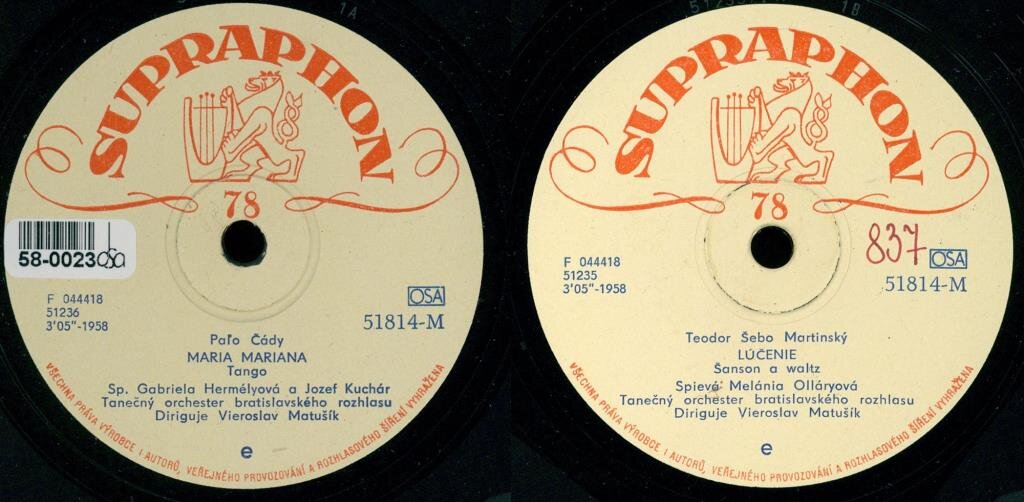 1A
SUPRAPHON
78
58-0023 osa
F 044418
51236
3'05"-1958
OSA
51814-M
Paľo Čády
MARIA MARIANA
Tango
Sp. Gabriela Hermélyová a Jozef Kuchár
Tanečný orchester bratislavského rozhlasu
Diriguje Vieroslav Matušík
e
VŠECHNA PRÁVA VÝROBCE I AUTORŮ, VEŘEJNÉHO PROVOZOVÁNÍ A ROZHLASOVÉHO ŠÍŘENÍ VYHRAŽENA
1B
SUPRAPHON
78
837
F 044418
51235
3'05"-1958
OSA
51814-M
Teodor Šebo Martinský
LÚČENIE
Šanson a waltz
Spieva Melánia Olláryová
Tanečný orchester bratislavského rozhlasu
Diriguje Vieroslav Matušík
e
VŠECHNA PRÁVA VÝROBCE I AUTORŮ, VEŘEJNÉHO PROVOZOVÁNÍ A ROZHLASOVÉHO ŠÍŘENÍ VYHRAŽENA